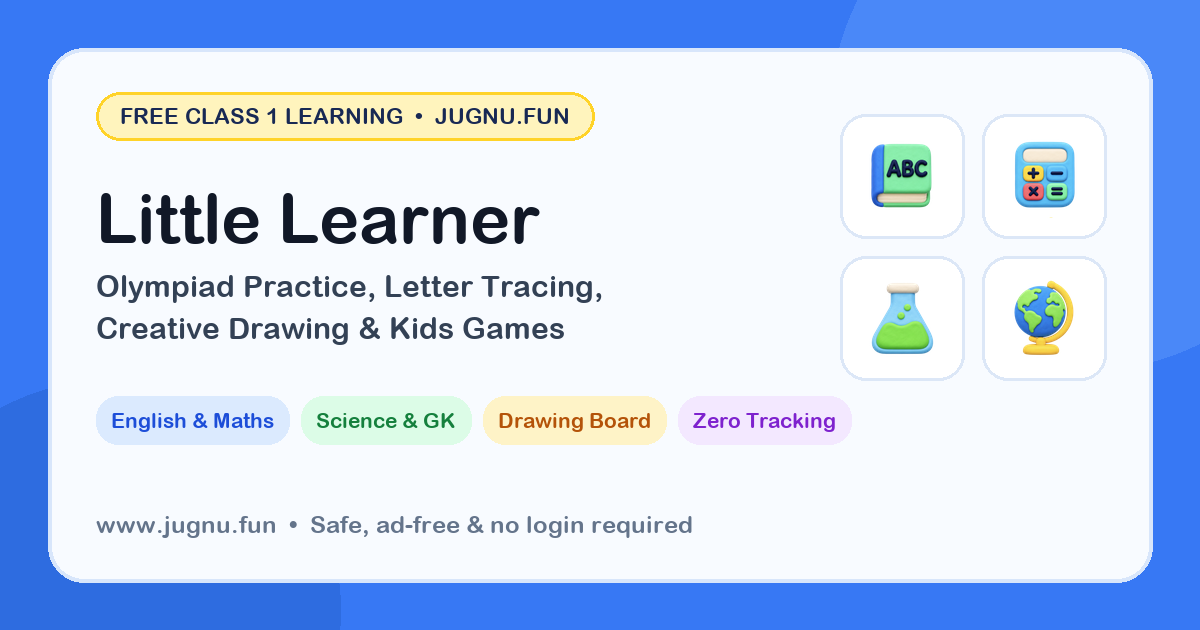 FREE CLASS 1 LEARNING • JUGNU.FUN
Little Learner
Olympiad Practice, Letter Tracing,
Creative Drawing & Kids Games
English & Maths
Science & GK
Drawing Board
Zero Tracking
www.jugnu.fun • Safe, ad-free & no login required
ABC
+ −
× =